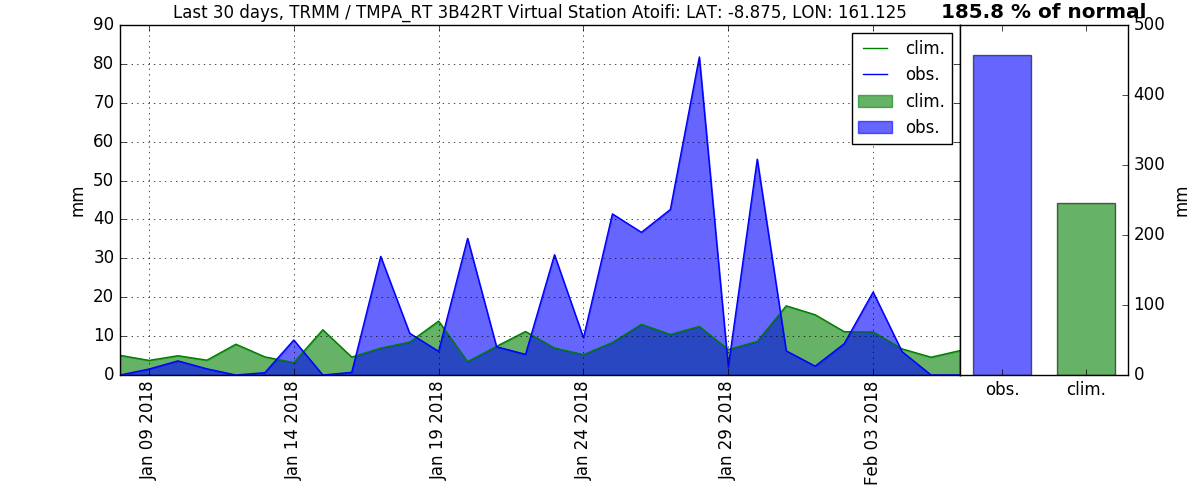 Last 30 days, TRMM / TMPA_RT 3B42RT Virtual Station Atoifi: LAT: -8.875, LON: 161.125
185.8 % of normal
90
80
70
60
50
40
30
20
10
0
mm
clim.
obs.
clim.
obs.
500
400
300
200
100
0
mm
obs.
clim.
Jan 09 2018
Jan 14 2018
Jan 19 2018
Jan 24 2018
Jan 29 2018
Feb 03 2018